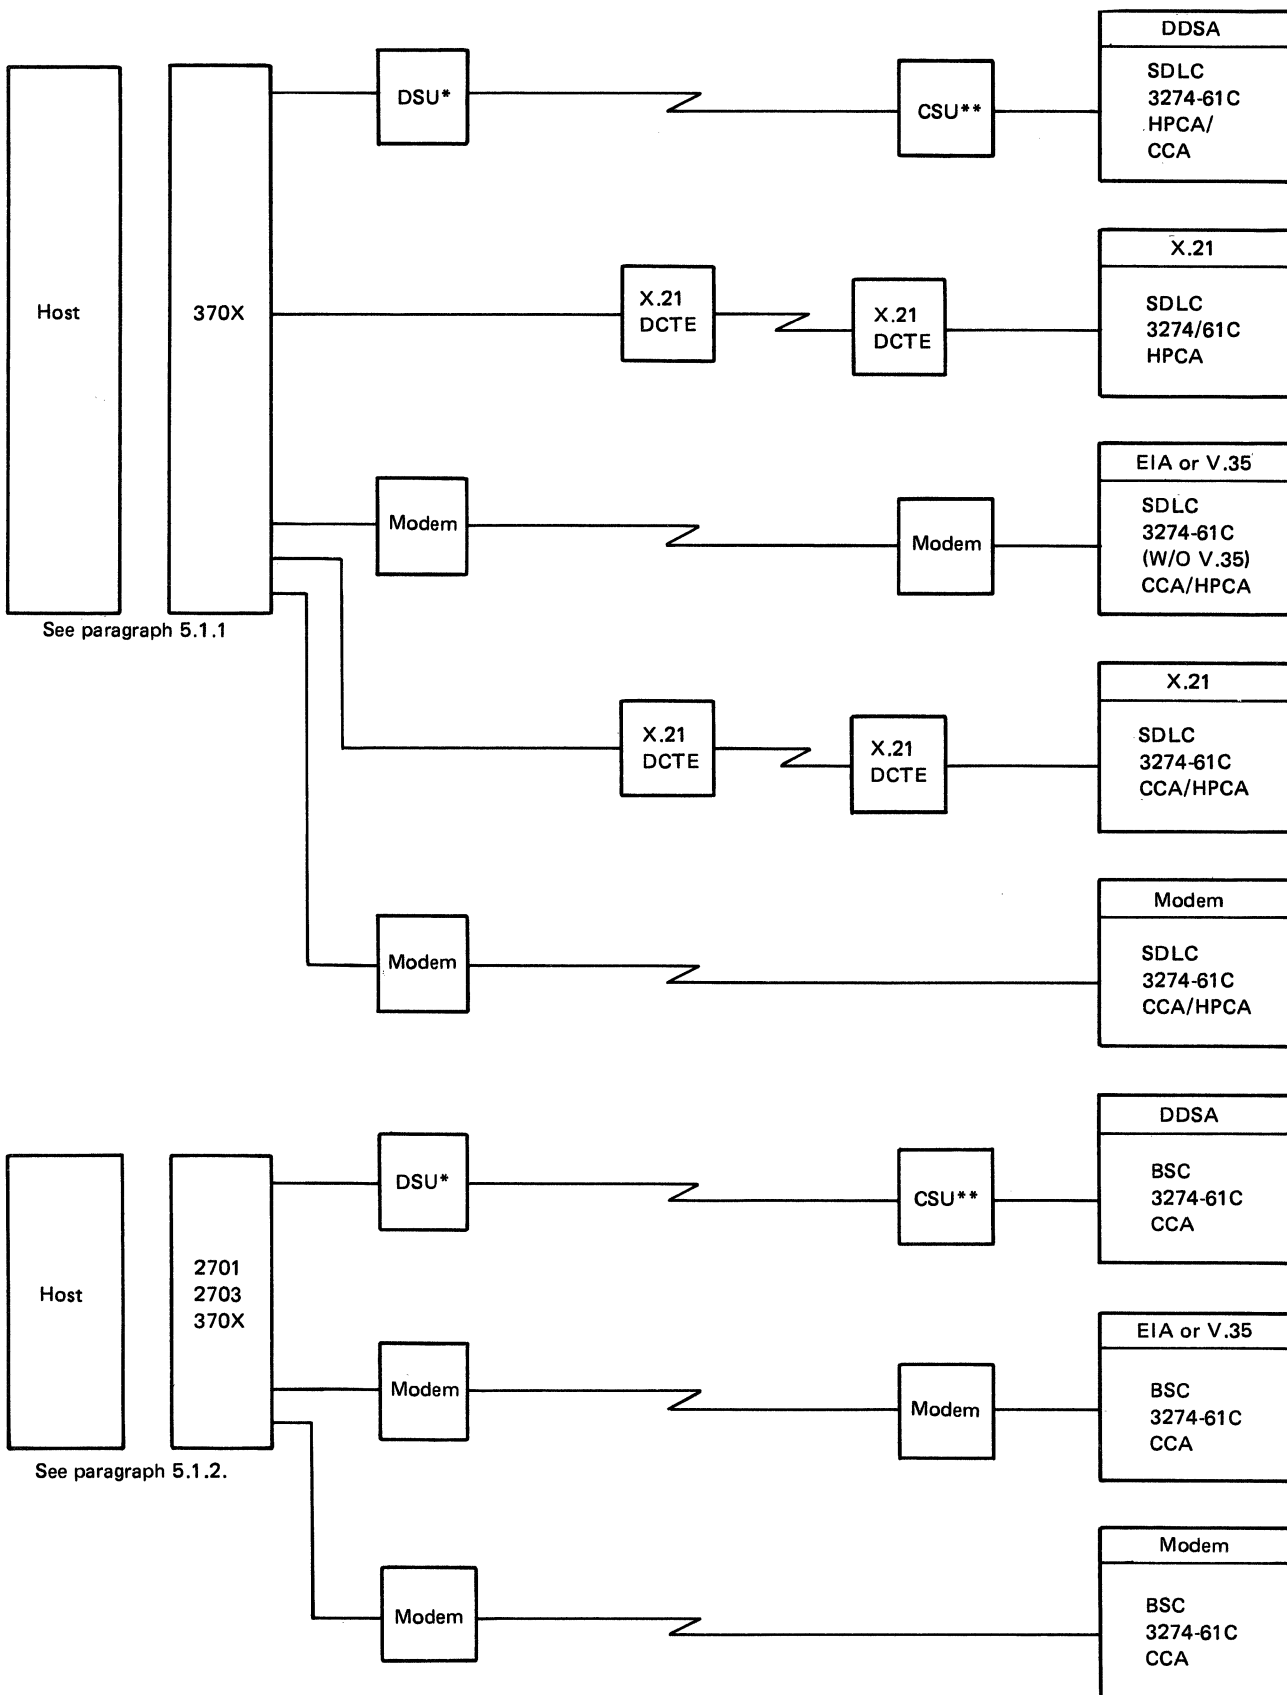 DDSA
SDLC
3274-61C
HPCA/
CCA
DSU*
CSU**
X.21
SDLC
3274/61C
HPCA
Host
370X
X.21
DCTE
X.21
DCTE
EIA or V.35
SDLC
3274-61C
(W/O V.35)
CCA/HPCA
Modem
Modem
See paragraph 5.1.1
X.21
SDLC
3274-61C
CCA/HPCA
X.21
DCTE
X.21
DCTE
Modem
SDLC
3274-61C
CCA/HPCA
Modem
DDSA
BSC
3274-61C
CCA
DSU*
CSU**
Host
2701
2703
370X
EIA or V.35
BSC
3274-61C
CCA
Modem
Modem
See paragraph 5.1.2.
Modem
BSC
3274-61C
CCA
Modem